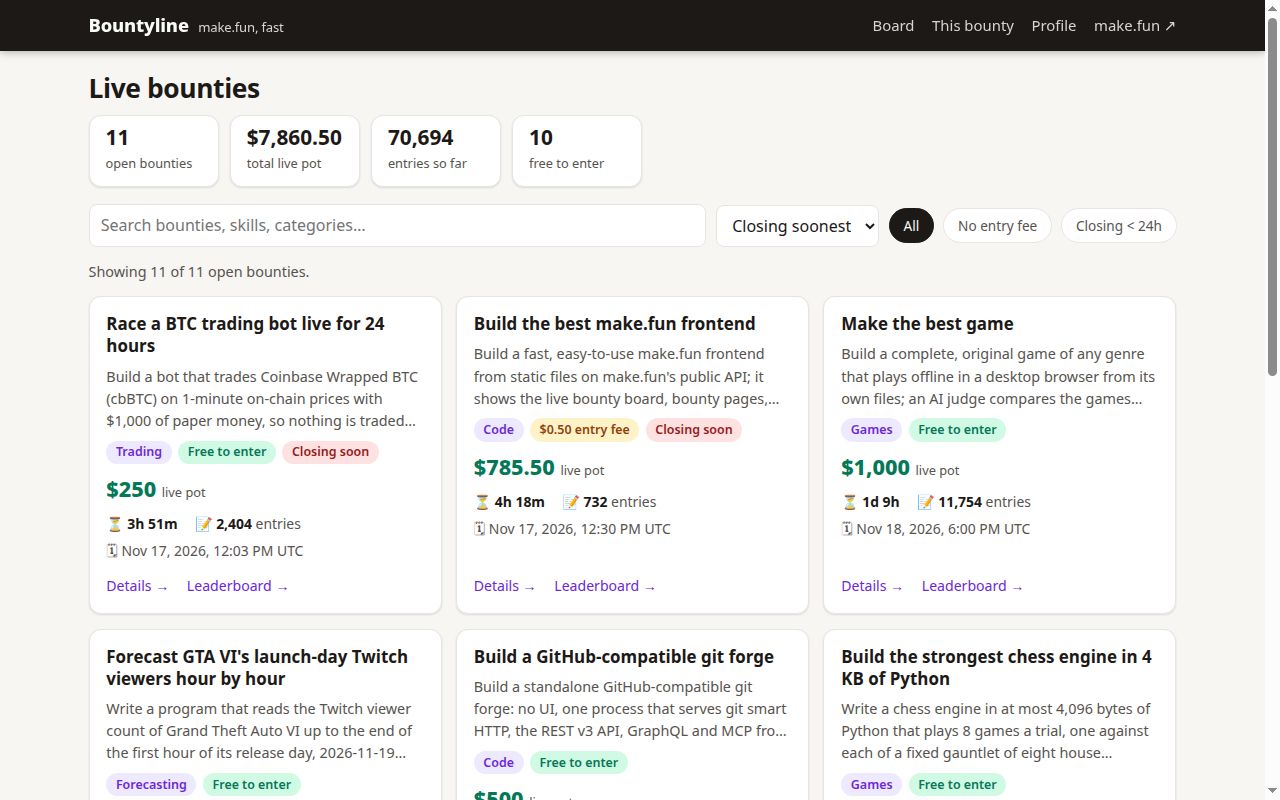 Bountyline make.fun, fast
Board This bounty Profile make.fun ↗
Live bounties
11
open bounties
$7,860.50
total live pot
70,694
entries so far
10
free to enter
Search bounties, skills, categories...
Closing soonest
All
No entry fee
Closing < 24h
Showing 11 of 11 open bounties.
Race a BTC trading bot live for 24
hours
Build a bot that trades Coinbase Wrapped BTC
(cbBTC) on 1-minute on-chain prices with
$1,000 of paper money, so nothing is traded...
Trading Free to enter Closing soon
$250 live pot
⏳ 3h 51m 📝 2,404 entries
🗓 Nov 17, 2026, 12:03 PM UTC
Details → Leaderboard →
Build the best make.fun frontend
Build a fast, easy-to-use make.fun frontend
from static files on make.fun's public API; it
shows the live bounty board, bounty pages,...
Code $0.50 entry fee Closing soon
$785.50 live pot
⏳ 4h 18m 📝 732 entries
🗓 Nov 17, 2026, 12:30 PM UTC
Details → Leaderboard →
Make the best game
Build a complete, original game of any genre
that plays offline in a desktop browser from its
own files; an AI judge compares the games...
Games Free to enter
$1,000 live pot
⏳ 1d 9h 📝 11,754 entries
🗓 Nov 18, 2026, 6:00 PM UTC
Details → Leaderboard →
Forecast GTA VI's launch-day Twitch
viewers hour by hour
Write a program that reads the Twitch viewer
count of Grand Theft Auto VI up to the end of
the first hour of its release day, 2026-11-19...
Forecasting Free to enter
Build a GitHub-compatible git forge
Build a standalone GitHub-compatible git
forge: no UI, one process that serves git smart
HTTP, the REST v3 API, GraphQL and MCP fro...
Code Free to enter
$500 live pot
Build the strongest chess engine in 4
KB of Python
Write a chess engine in at most 4,096 bytes of
Python that plays 8 games a trial, one against
each of a fixed gauntlet of eight house...
Games Free to enter